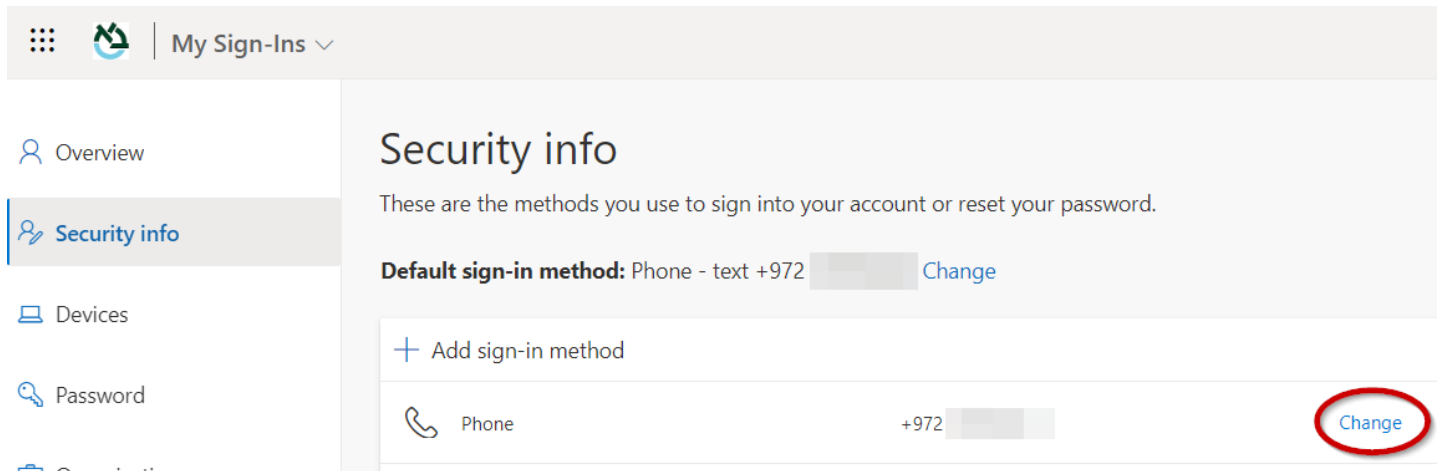 My Sign-Ins
Overview
Security info
Devices
Password
Security info
These are the methods you use to sign into your account or reset your password.
Default sign-in method: Phone - text +972 Change
Add sign-in method
Phone +972 Change